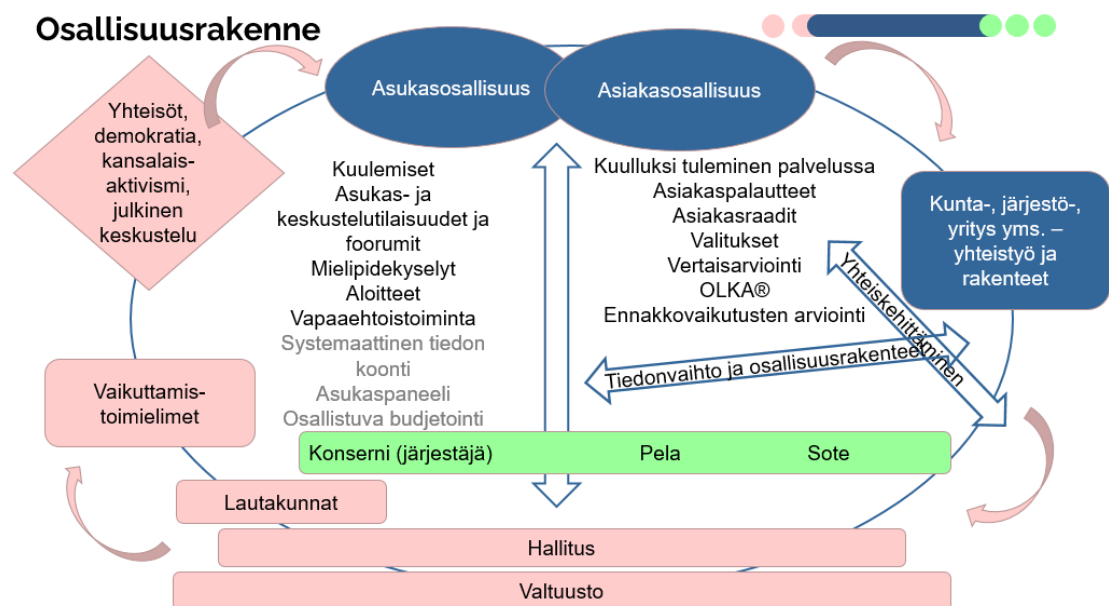 Osallisuusrakenne
Asukasosallisuus
Asiakasosallisuus
Yhteisöt,
demokratia,
kansalais-
aktivismi,
julkinen
keskustelu
Kuulemiset
Asukas- ja
keskustelutilaisuudet ja
foorumit
Mielipidekyselyt
Aloitteet
Vapaaehtoistoiminta
Systemaattinen tiedon
koonti
Asukaspaneeli
Osallistuva budjetointi
Kuulluksi tuleminen palvelussa
Asiakaspalautteet
Asiakasraadit
Valitukset
Vertaisarviointi
OLKA®
Ennakkovaikutusten arviointi
Kunta-, järjestö-,
yritys yms. –
yhteistyö ja
rakenteet
Yhteiskehittäminen
Tiedonvaihto ja osallisuusrakenteet
Vaikuttamis-
toimielimet
Konserni (järjestäjä) Pela Sote
Lautakunnat
Hallitus
Valtuusto